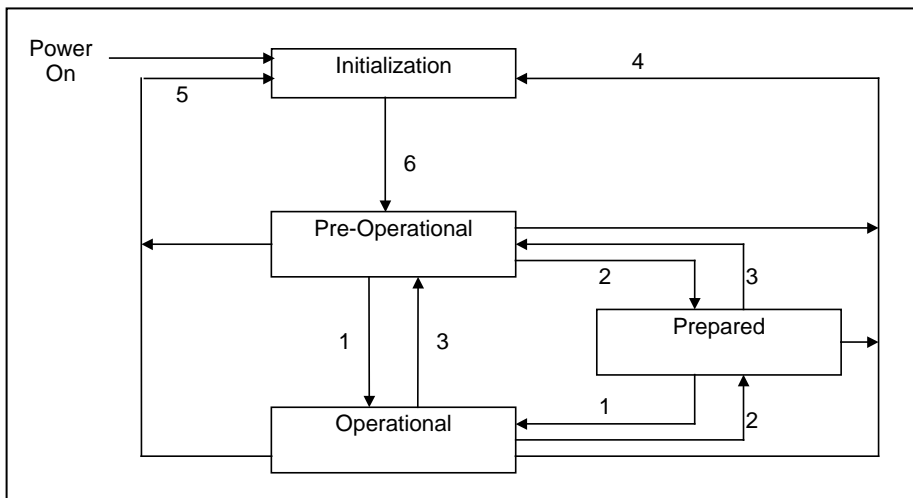 Power
On
Initialization
4
5
6
Pre-Operational
2
3
Prepared
1
3
1
Operational
2